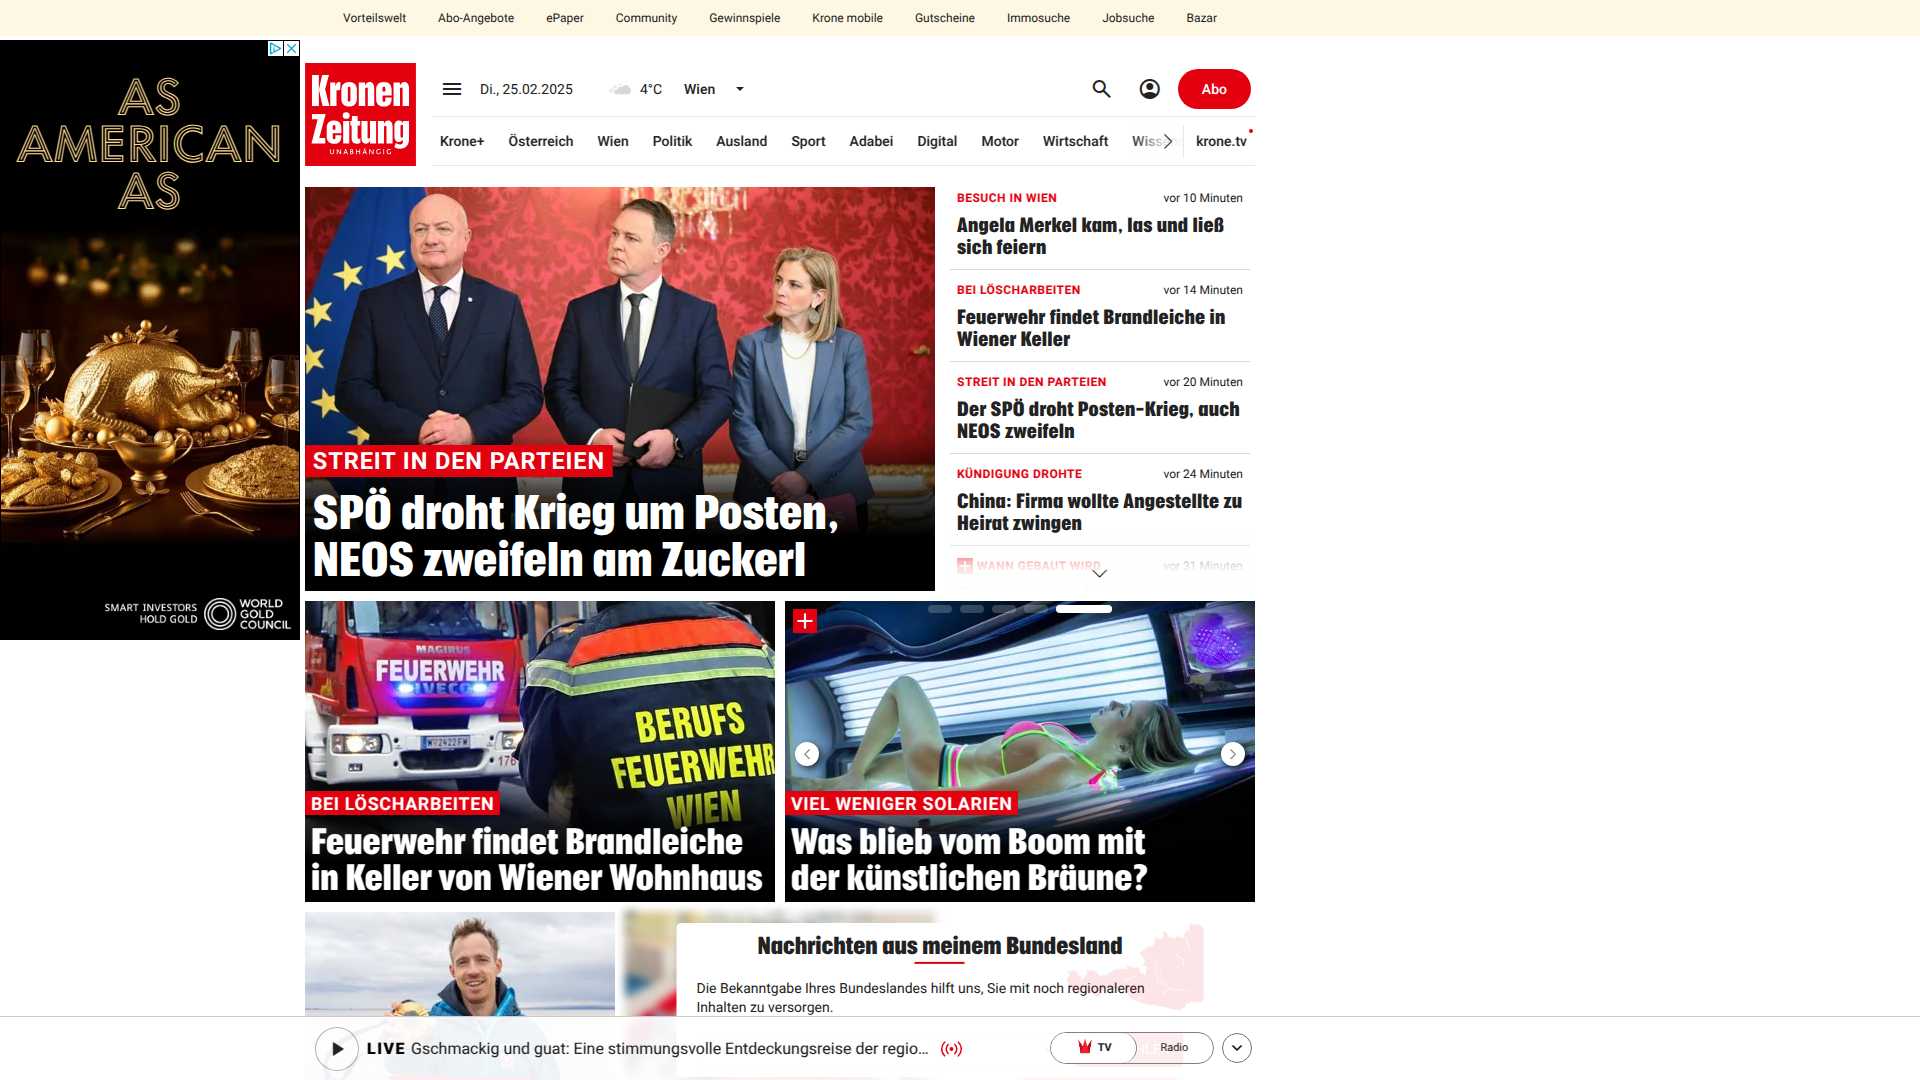 Vorteilswelt Abo-Angebote ePaper Community Gewinnspiele Krone mobile Gutscheine Immosuche Jobsuche Bazar
AS
AMERICAN
AS
SMART INVESTORS
HOLD GOLD
WORLD
GOLD
COUNCIL
Kronen
Zeitung
UNABHÄNGIG
Di., 25.02.2025 4°C Wien
Abo
Krone+ Österreich Wien Politik Ausland Sport Adabei Digital Motor Wirtschaft Wiss krone.tv
STREIT IN DEN PARTEIEN
SPÖ droht Krieg um Posten,
NEOS zweifeln am Zuckerl
BESUCH IN WIEN vor 10 Minuten
Angela Merkel kam, las und ließ
sich feiern
BEI LÖSCHARBEITEN vor 14 Minuten
Feuerwehr findet Brandleiche in
Wiener Keller
STREIT IN DEN PARTEIEN vor 20 Minuten
Der SPÖ droht Posten-Krieg, auch
NEOS zweifeln
KÜNDIGUNG DROHTE vor 24 Minuten
China: Firma wollte Angestellte zu
Heirat zwingen
WANN GEBAUT WIRD vor 31 Minuten
MAGIRUS
FEUERWEHR
IVECO
W 2422FW
176
BERUFS
FEUERWEHR
WIEN
BEI LÖSCHARBEITEN
Feuerwehr findet Brandleiche
in Keller von Wiener Wohnhaus
VIEL WENIGER SOLARIEN
Was blieb vom Boom mit
der künstlichen Bräune?
Nachrichten aus meinem Bundesland
Die Bekanntgabe Ihres Bundeslandes hilft uns, Sie mit noch regionaleren
Inhalten zu versorgen.
LIVE Gschmackig und guat: Eine stimmungsvolle Entdeckungsreise der regio...
TV Radio